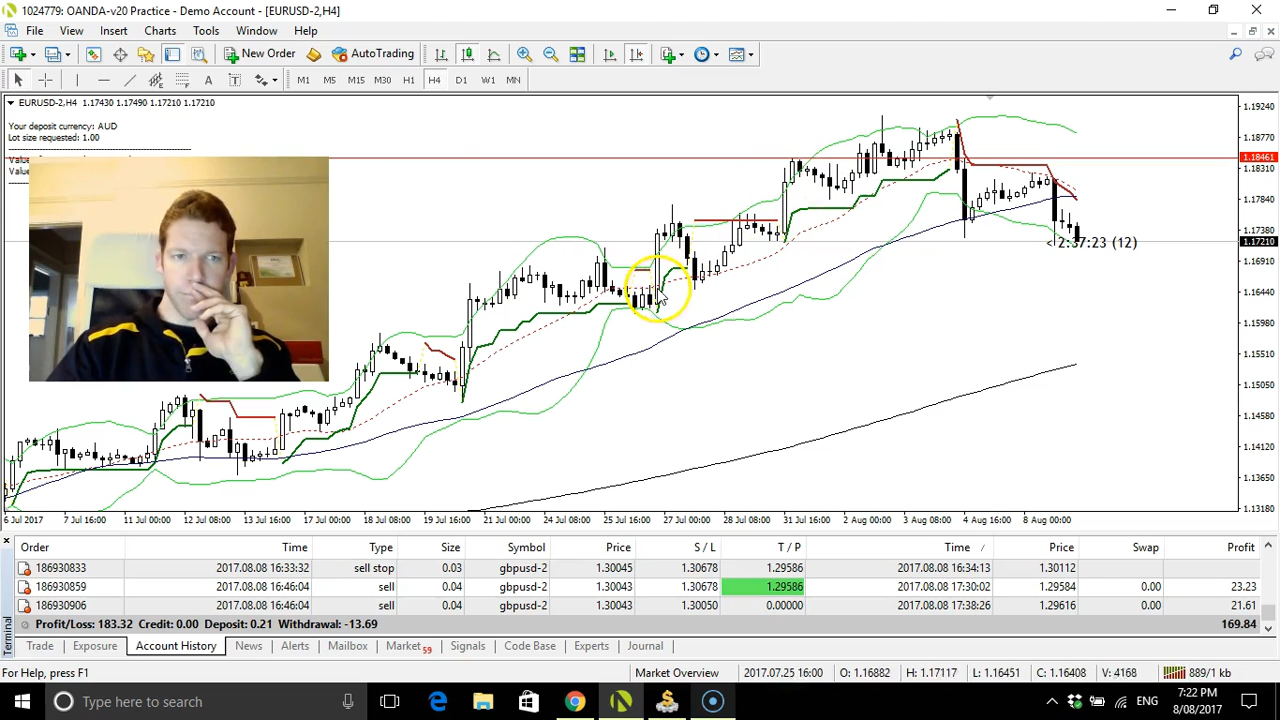 1024779: OANDA-v20 Practice - Demo Account - [EURUSD-2,H4]
File View Insert Charts Tools Window Help
New Order AutoTrading
A T M1 M5 M15 M30 H1 H4 D1 W1 MN
EURUSD-2,H4 1.17430 1.17490 1.17210 1.17210
Your deposit currency: AUD
Lot size requested: 1.00
1.19240
1.18770
1.18461
1.18310
1.17840
1.17380
1.17210
1.16910
1.16440
1.15980
1.15510
1.15050
1.14580
1.14120
1.13650
1.13180
2:37:23 (12)
6 Jul 2017 7 Jul 16:00 11 Jul 00:00 12 Jul 08:00 13 Jul 16:00 17 Jul 00:00 18 Jul 08:00 19 Jul 16:00 21 Jul 00:00 24 Jul 08:00 25 Jul 16:00 27 Jul 00:00 28 Jul 08:00 31 Jul 16:00 2 Aug 00:00 3 Aug 08:00 4 Aug 16:00 8 Aug 00:00
Order Time Type Size Symbol Price S / L T / P Time / Price Swap Profit
186930833 2017.08.08 16:33:32 sell stop 0.03 gbpusd-2 1.30045 1.30678 1.29586 2017.08.08 16:34:13 1.30112
186930859 2017.08.08 16:46:04 sell 0.04 gbpusd-2 1.30043 1.30678 1.29586 2017.08.08 17:30:02 1.29584 0.00 23.23
186930906 2017.08.08 16:46:04 sell 0.04 gbpusd-2 1.30043 1.30050 0.00000 2017.08.08 17:38:26 1.29616 0.00 21.61
Profit/Loss: 183.32 Credit: 0.00 Deposit: 0.21 Withdrawal: -13.69 169.84
Terminal
Trade Exposure Account History News Alerts Mailbox Market 59 Signals Code Base Experts Journal
For Help, press F1 Market Overview 2017.07.25 16:00 O: 1.16882 H: 1.17117 L: 1.16451 C: 1.16408 V: 4168 889/1 kb
Type here to search
ENG
7:22 PM
8/08/2017